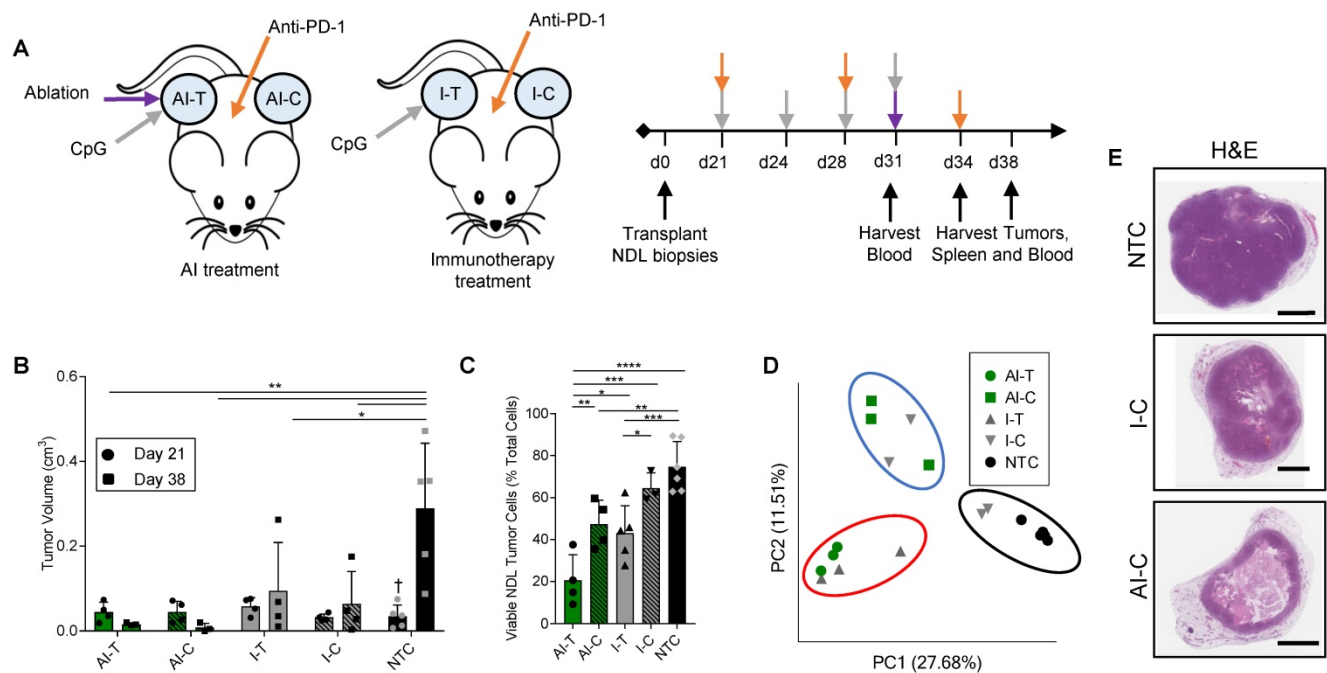 A
Anti-PD-1
Ablation
AI-T
AI-C
CpG
AI treatment
Anti-PD-1
I-T
I-C
CpG
Immunotherapy
treatment
d0
d21
d24
d28
d31
d34
d38
Transplant
NDL biopsies
Harvest
Blood
Harvest Tumors,
Spleen and Blood
B
Tumor Volume (cm³)
0.6
0.4
0.2
0.0
Day 21
Day 38
**
*
†
AI-T
AI-C
I-T
I-C
NTC
C
Viable NDL Tumor Cells (% Total Cells)
100
80
60
40
20
0
****
***
*
**
**
***
*
AI-T
AI-C
I-T
I-C
NTC
D
PC2 (11.51%)
PC1 (27.68%)
AI-T
AI-C
I-T
I-C
NTC
E
H&E
NTC
I-C
AI-C